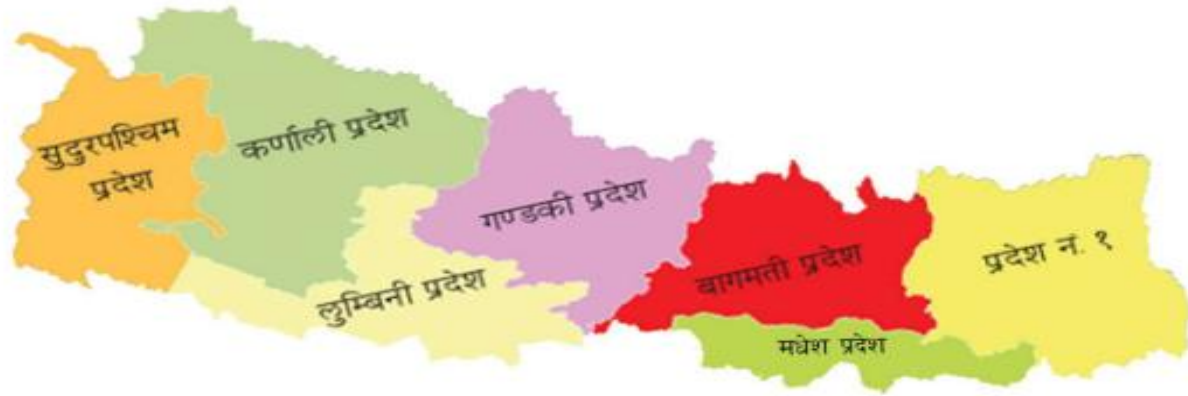 सुदुरपश्चिम
प्रदेश
कर्णाली प्रदेश
गण्डकी प्रदेश
लुम्बिनी प्रदेश
बागमती प्रदेश
मधेश प्रदेश
प्रदेश नं. १